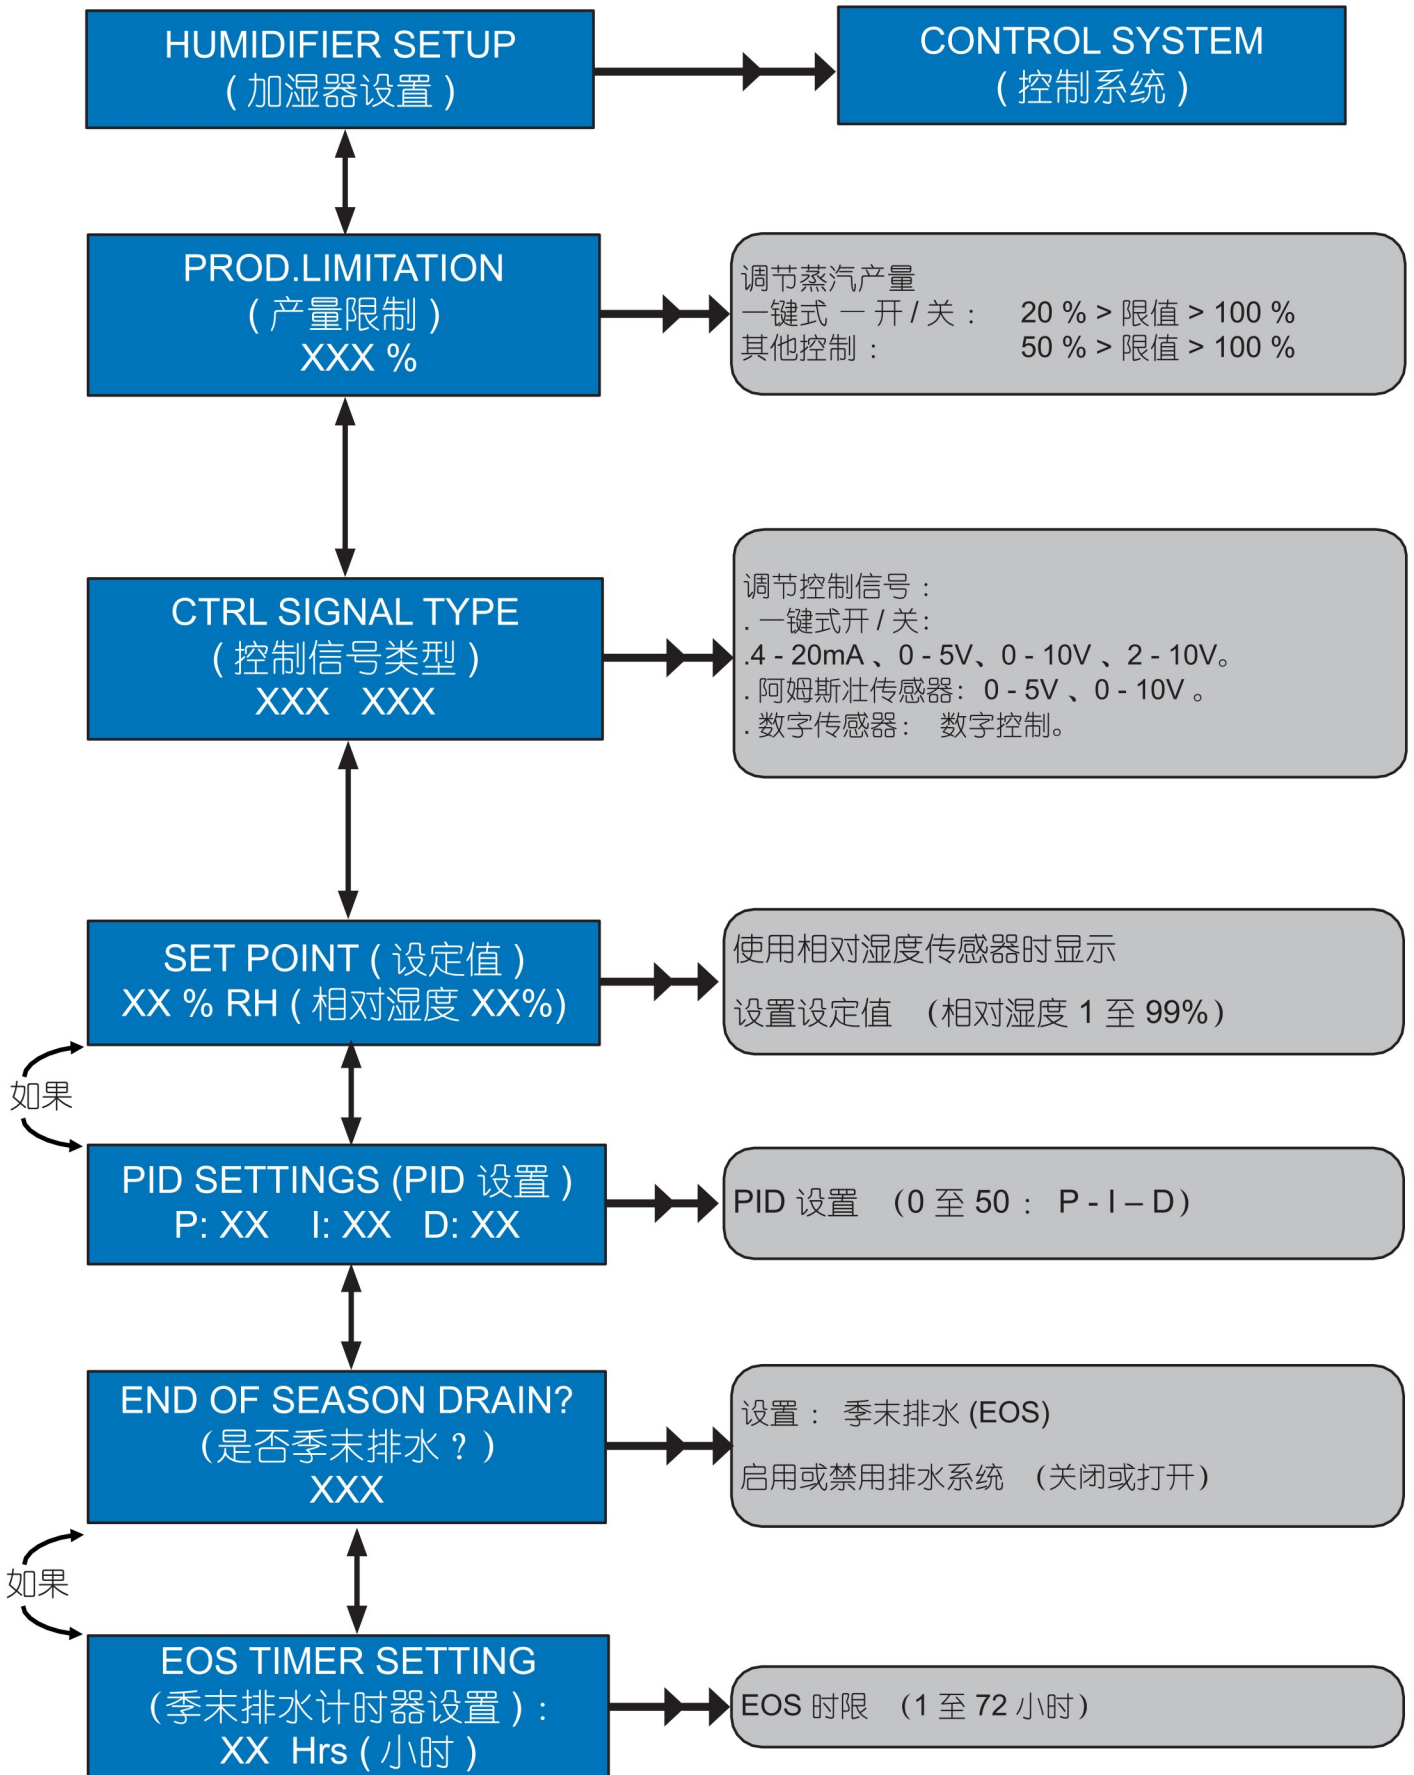 HUMIDIFIER SETUP
( 加湿器设置 )
CONTROL SYSTEM
( 控制系统 )
PROD.LIMITATION
( 产量限制 )
XXX %
调节蒸汽产量
一键式 一 开 / 关 : 20 % > 限值 > 100 %
其他控制 : 50 % > 限值 > 100 %
CTRL SIGNAL TYPE
( 控制信号类型 )
XXX XXX
调节控制信号 :
. 一键式开 / 关:
.4 - 20mA 、0 - 5V、0 - 10V 、2 - 10V。
. 阿姆斯壮传感器: 0 - 5V 、0 - 10V 。
. 数字传感器: 数字控制。
SET POINT ( 设定值 )
XX % RH ( 相对湿度 XX%)
使用相对湿度传感器时显示
设置设定值 （相对湿度 1 至 99%）
如果
PID SETTINGS (PID 设置 )
P: XX I: XX D: XX
PID 设置 （0 至 50 : P - I – D）
END OF SEASON DRAIN?
（是否季末排水 ? ）
XXX
设置 : 季末排水 (EOS)
启用或禁用排水系统 （关闭或打开）
如果
EOS TIMER SETTING
（季末排水计时器设置 ) :
XX Hrs ( 小时 )
EOS 时限 （1 至 72 小时）